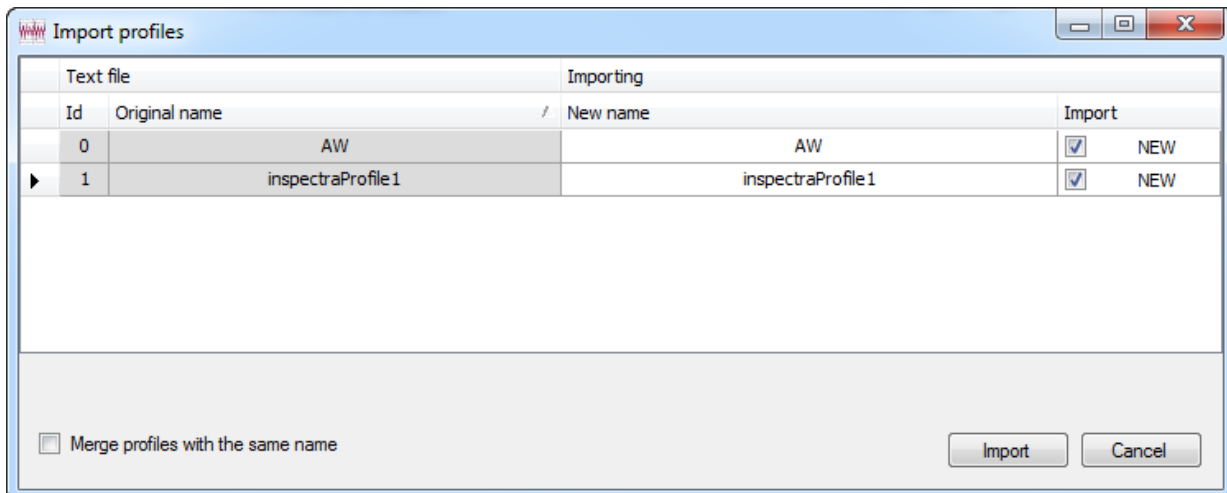 Import profiles
Text file Importing
Id Original name New name Import
0 AW AW NEW
1 inspectraProfile1 inspectraProfile1 NEW
Merge profiles with the same name
Import Cancel